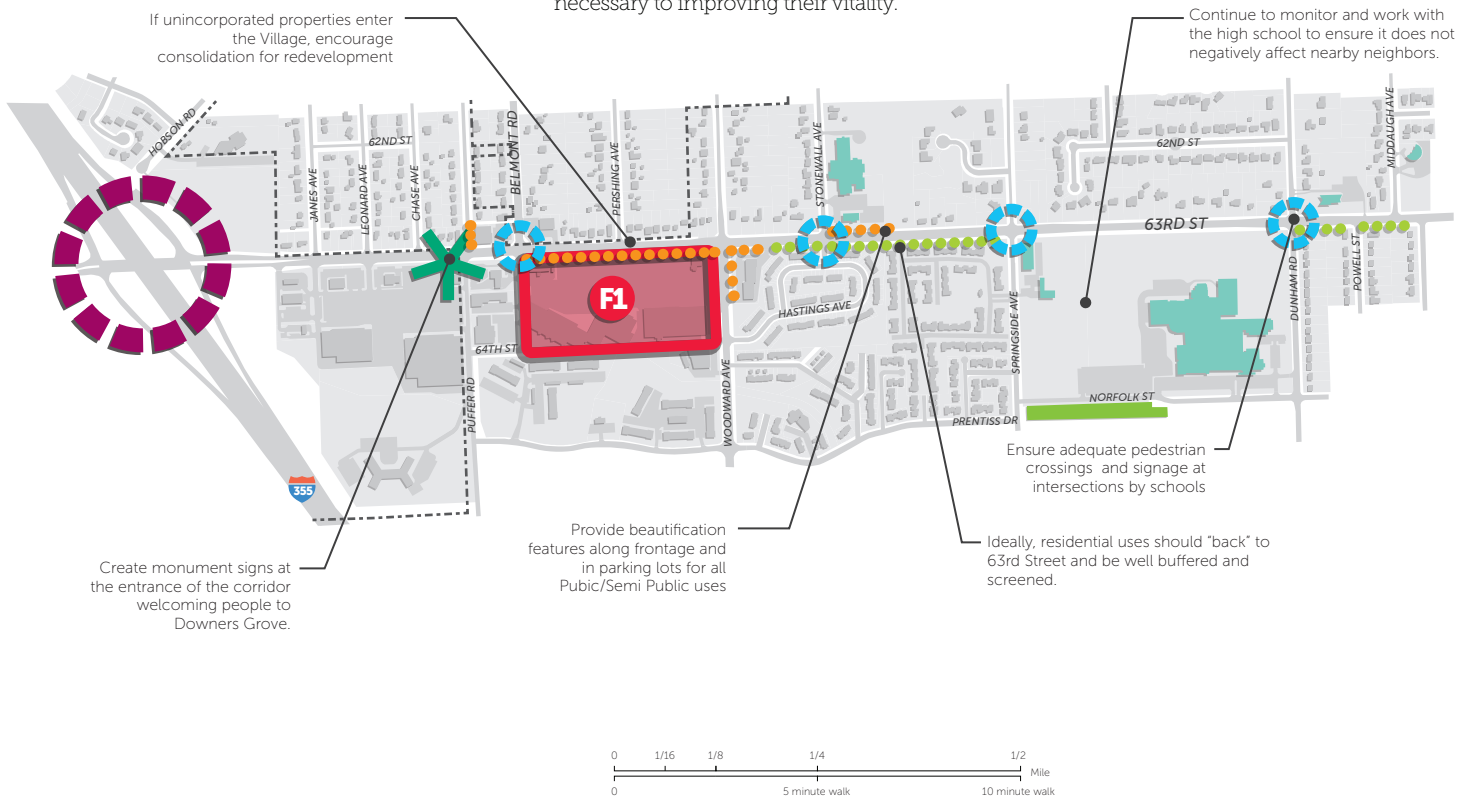 necessary to improving their vitality.
If unincorporated properties enter
the Village, encourage
consolidation for redevelopment
Continue to monitor and work with
the high school to ensure it does not
negatively affect nearby neighbors.
HOBSON RD
JANES AVE
62ND ST
LEONARD AVE
CHASE AVE
BELMONT RD
PERSHING AVE
STONEWALL AVE
62ND ST
MIDDAUGH AVE
63RD ST
F1
HASTINGS AVE
64TH ST
PUFFER RD
WOODWARD AVE
SPRINGSIDE AVE
DUNHAM RD
POWELL ST
NORFOLK ST
PRENTISS DR
355
Ensure adequate pedestrian
crossings and signage at
intersections by schools
Provide beautification
features along frontage and
in parking lots for all
Pubic/Semi Public uses
Ideally, residential uses should "back" to
63rd Street and be well buffered and
screened.
Create monument signs at
the entrance of the corridor
welcoming people to
Downers Grove.
0 1/16 1/8 1/4 1/2
Mile
0 5 minute walk 10 minute walk